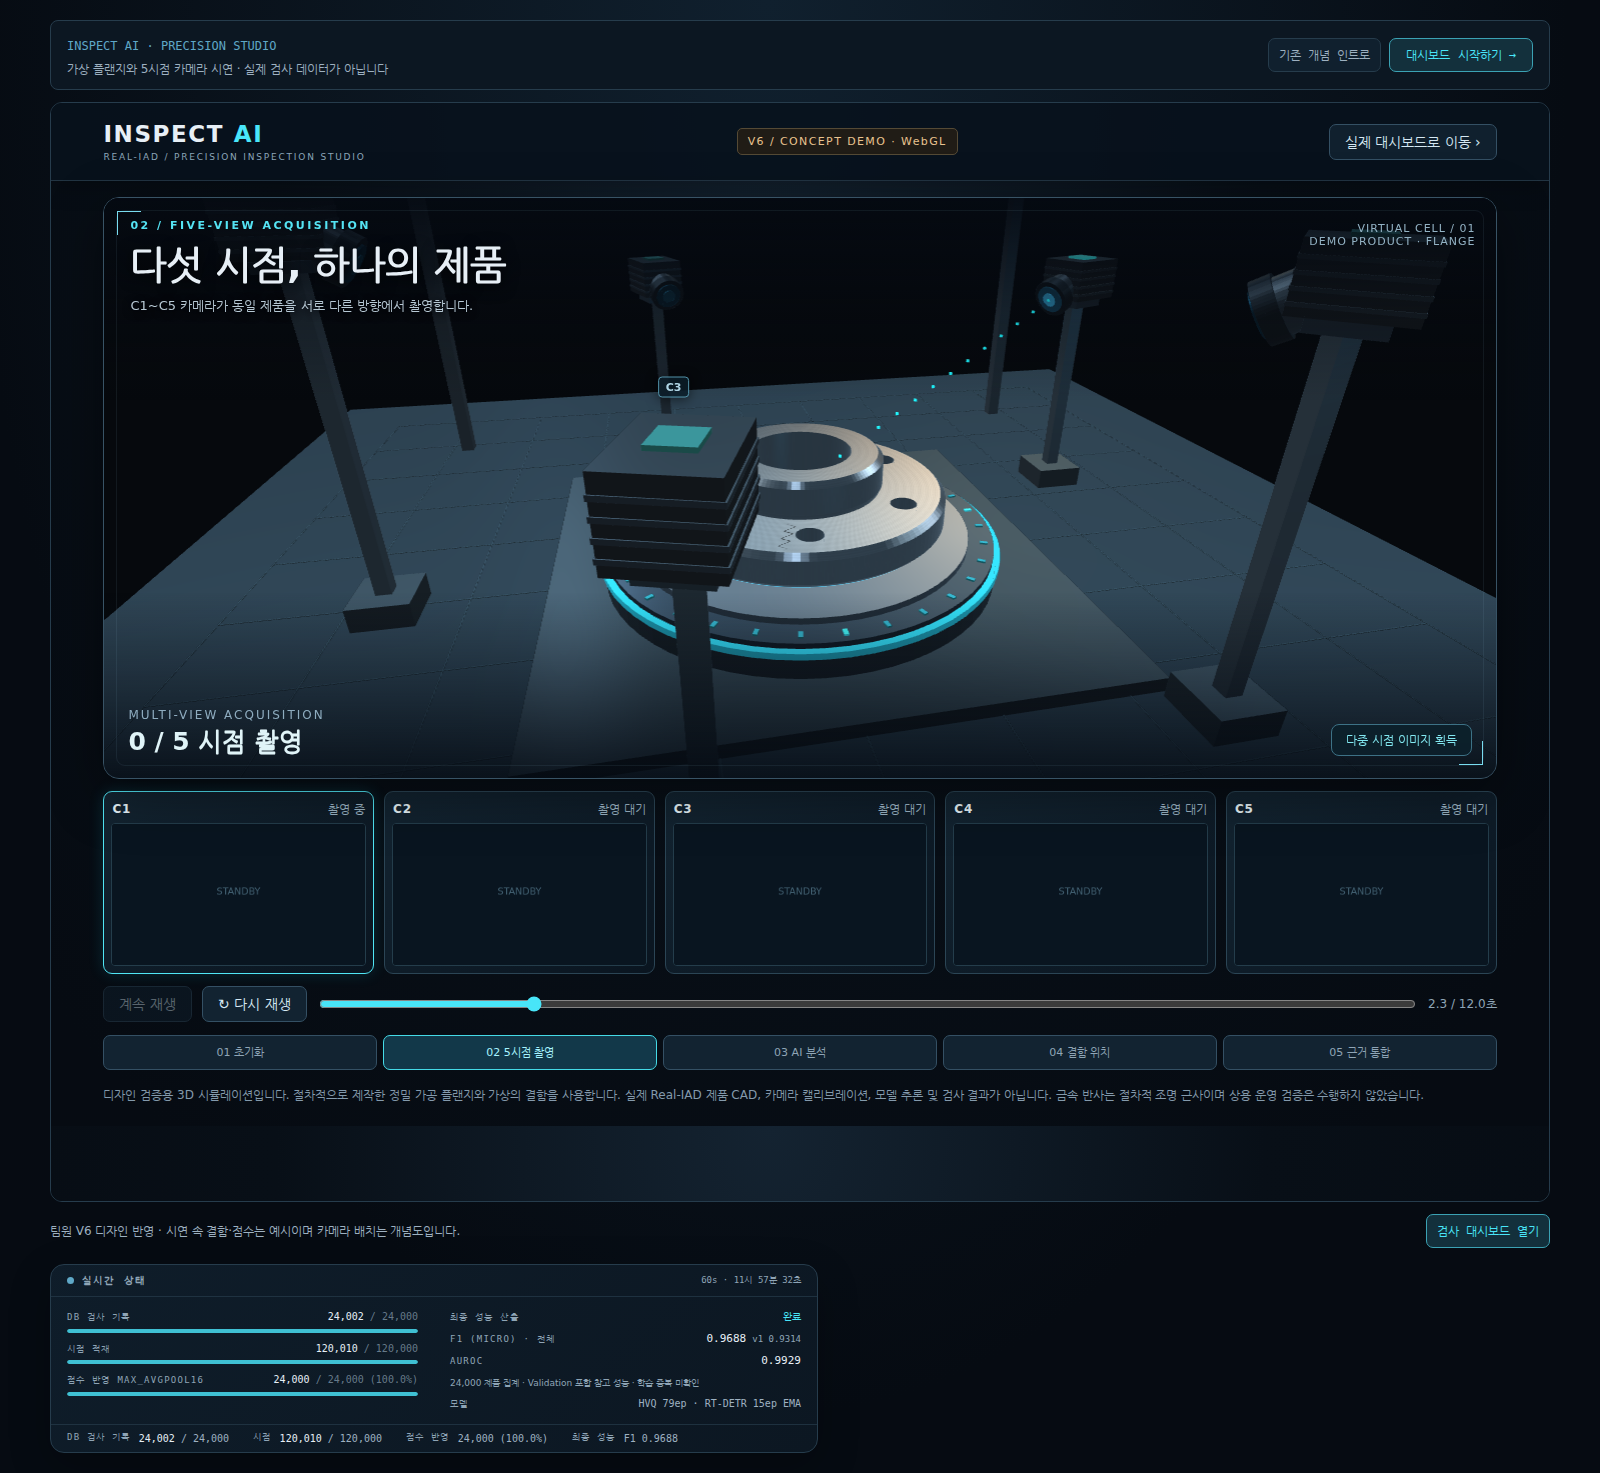 INSPECT AI · PRECISION STUDIO
가상 플랜지와 5시점 카메라 시연 · 실제 검사 데이터가 아닙니다
기존 개념 인트로
대시보드 시작하기 →
INSPECT AI
REAL-IAD / PRECISION INSPECTION STUDIO
V6 / CONCEPT DEMO · WebGL
실제 대시보드로 이동 ›
02 / FIVE-VIEW ACQUISITION
다섯 시점, 하나의 제품
C1~C5 카메라가 동일 제품을 서로 다른 방향에서 촬영합니다.
VIRTUAL CELL / 01
DEMO PRODUCT · FLANGE
C3
MULTI-VIEW ACQUISITION
0 / 5 시점 촬영
다중 시점 이미지 획득
C1 촬영 중
STANDBY
C2 촬영 대기
STANDBY
C3 촬영 대기
STANDBY
C4 촬영 대기
STANDBY
C5 촬영 대기
STANDBY
계속 재생
↻ 다시 재생
2.3 / 12.0초
01 초기화
02 5시점 촬영
03 AI 분석
04 결함 위치
05 근거 통합
디자인 검증용 3D 시뮬레이션입니다. 절차적으로 제작한 정밀 가공 플랜지와 가상의 결함을 사용합니다. 실제 Real-IAD 제품 CAD, 카메라 캘리브레이션, 모델 추론 및 검사 결과가 아닙니다. 금속 반사는 절차적 조명 근사이며 상용 운영 검증은 수행하지 않았습니다.
팀원 V6 디자인 반영 · 시연 속 결함·점수는 예시이며 카메라 배치는 개념도입니다.
검사 대시보드 열기
실시간 상태
60s · 11시 57분 32초
DB 검사 기록 24,002 / 24,000
시점 적재 120,010 / 120,000
점수 반영 MAX_AVGPOOL16 24,000 / 24,000 (100.0%)
최종 성능 산출 완료
F1 (MICRO) · 전체 0.9688 v1 0.9314
AUROC 0.9929
24,000 제품 집계 · Validation 포함 참고 성능 · 학습 중복 미확인
모델 HVQ 79ep · RT-DETR 15ep EMA
DB 검사 기록 24,002 / 24,000 시점 120,010 / 120,000 점수 반영 24,000 (100.0%) 최종 성능 F1 0.9688